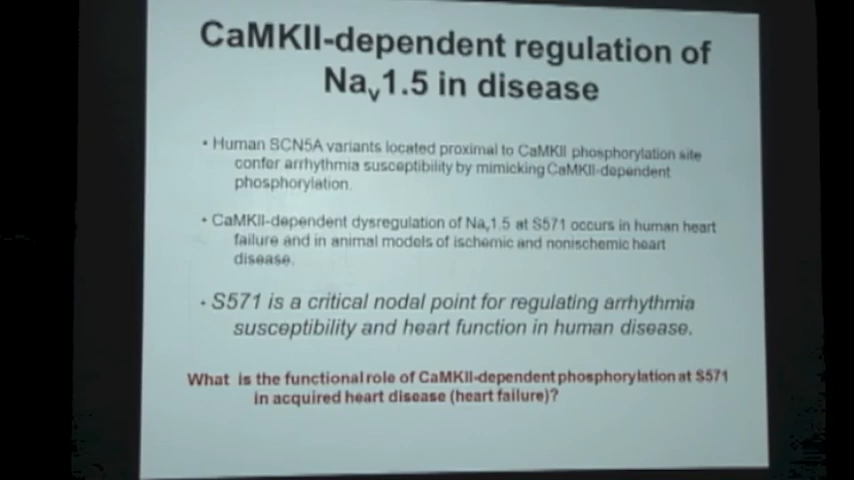 CaMKII-dependent regulation of
Nav1.5 in disease
• Human SCN5A variants located proximal to CaMKII phosphorylation site
confer arrhythmia susceptibility by mimicking CaMKII-dependent
phosphorylation.
• CaMKII-dependent dysregulation of Nav1.5 at S571 occurs in human heart
failure and in animal models of ischemic and nonischemic heart
disease.
• S571 is a critical nodal point for regulating arrhythmia
susceptibility and heart function in human disease.
What is the functional role of CaMKII-dependent phosphorylation at S571
in acquired heart disease (heart failure)?